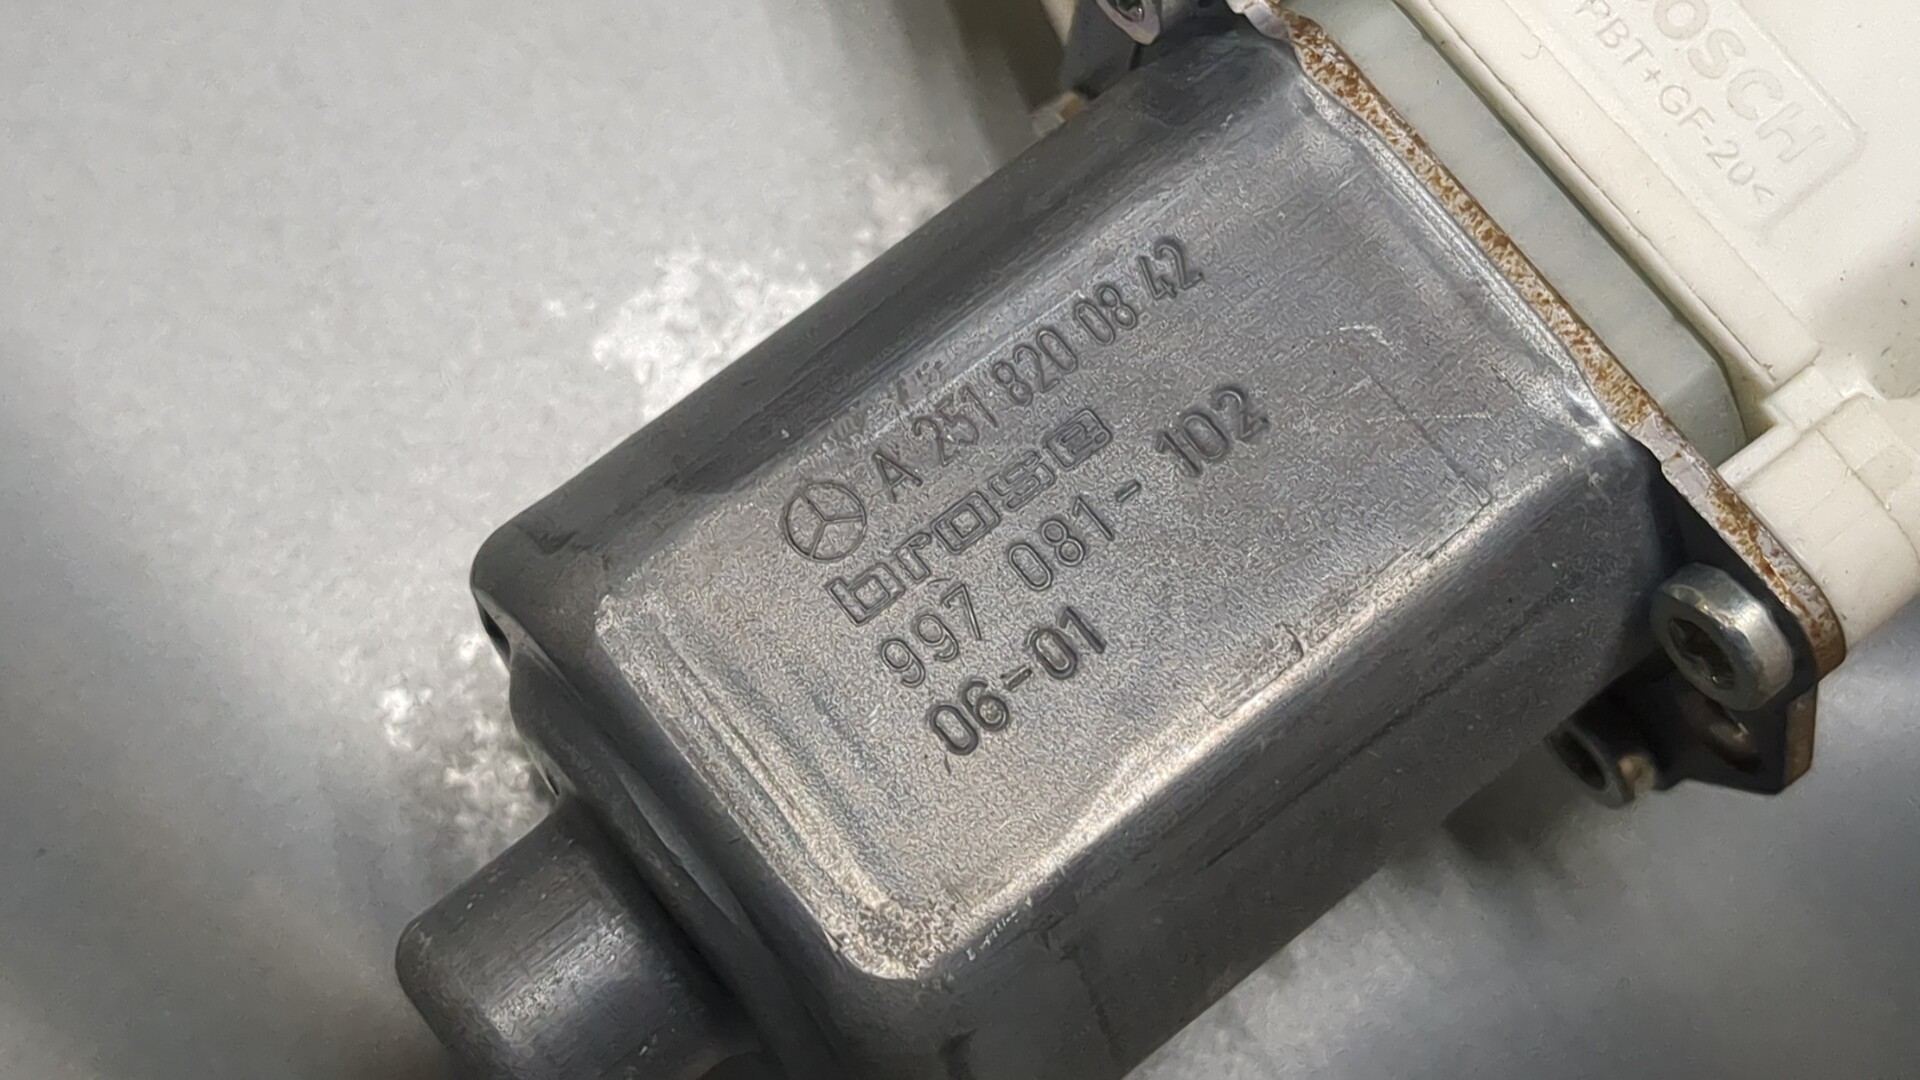 BOSCH
PBT+GF-20<
A 251 820 08 42
brose
997 081-102
06-01